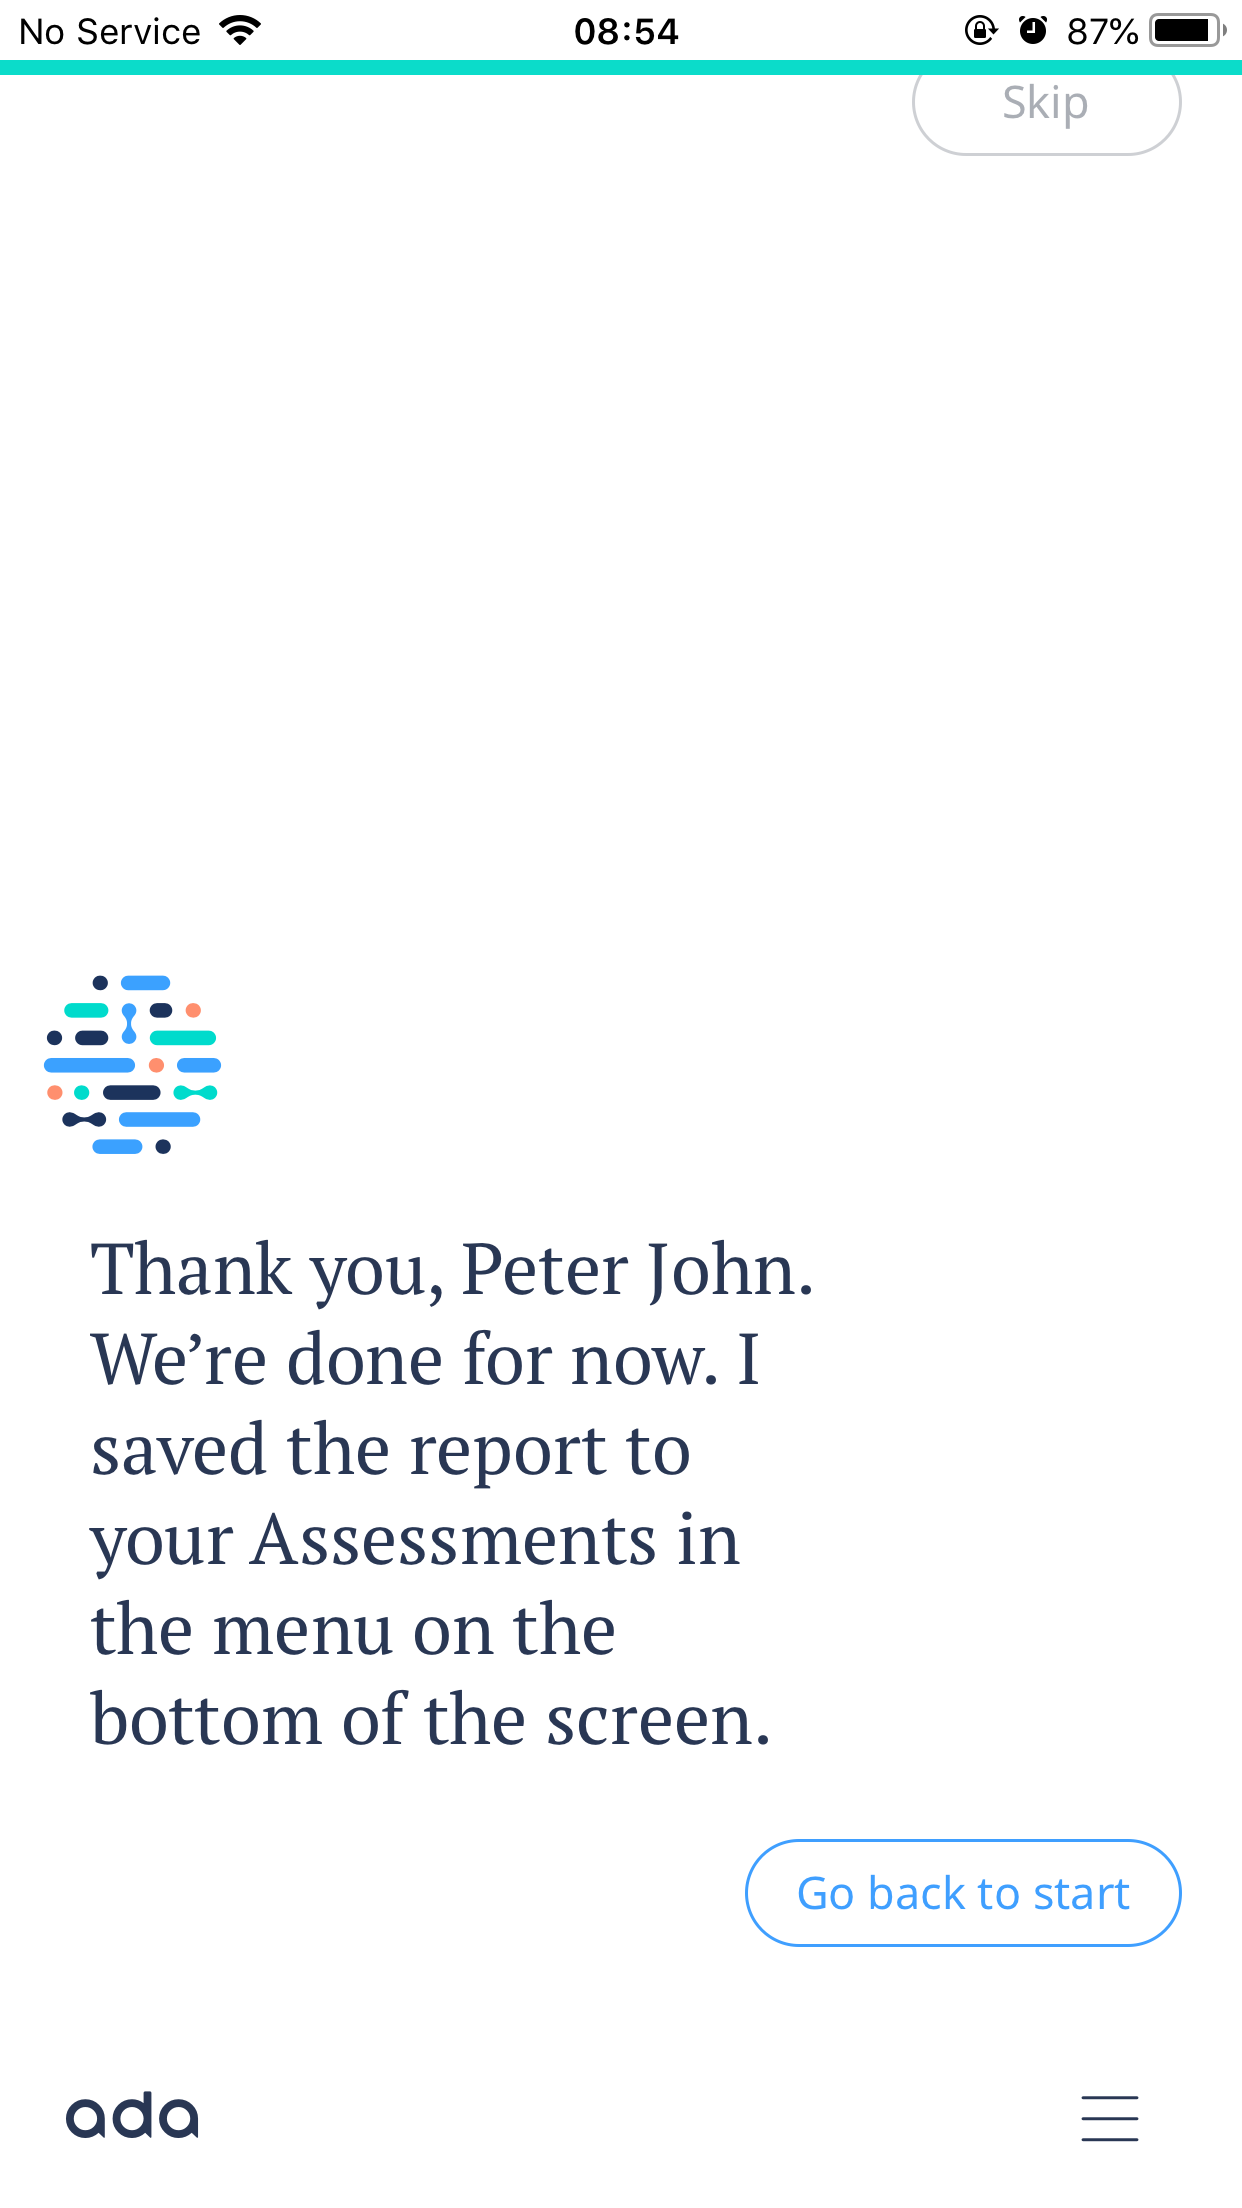 No Service 08:54 87%
Skip
Thank you, Peter John.
We’re done for now. I
saved the report to
your Assessments in
the menu on the
bottom of the screen.
Go back to start
ada